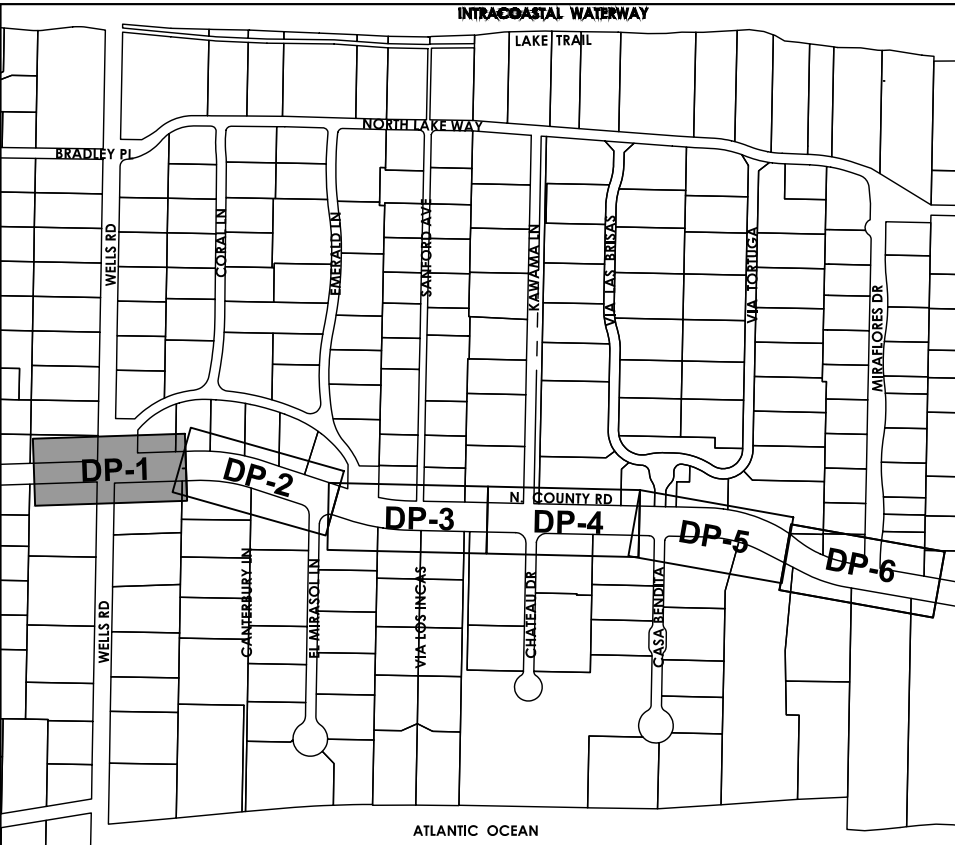 INTRACOASTAL WATERWAY
LAKE TRAIL
NORTH LAKE WAY
BRADLEY PL
WELLS RD
CORAL LN
EMERALD LN
SANFORD AVE
KAWAMA LN
VIA LAS BRISAS
VIA TORTUGA
MIRAFLORES DR
DP-1
DP-2
N. COUNTY RD
DP-3
DP-4
DP-5
DP-6
WELLS RD
CANTERBURY LN
EL MIRASOL LN
VIA LOS INCAS
CHATEAU DR
CASA BENDITA
ATLANTIC OCEAN